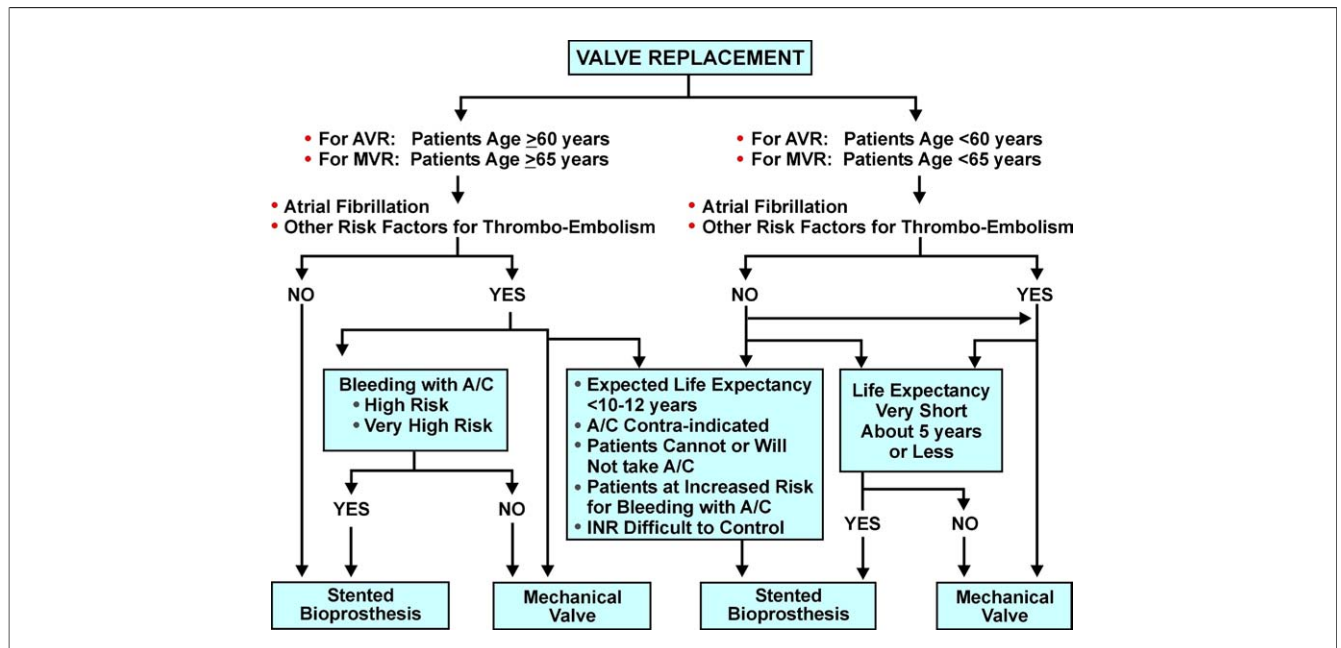 VALVE REPLACEMENT
• For AVR: Patients Age ≥60 years
• For MVR: Patients Age ≥65 years
• For AVR: Patients Age <60 years
• For MVR: Patients Age <65 years
• Atrial Fibrillation
• Other Risk Factors for Thrombo-Embolism
• Atrial Fibrillation
• Other Risk Factors for Thrombo-Embolism
NO
YES
NO
YES
Bleeding with A/C
• High Risk
• Very High Risk
• Expected Life Expectancy
<10-12 years
• A/C Contra-indicated
• Patients Cannot or Will
Not take A/C
• Patients at Increased Risk
for Bleeding with A/C
• INR Difficult to Control
Life Expectancy
Very Short
About 5 years
or Less
YES
NO
YES
NO
Stented
Bioprosthesis
Mechanical
Valve
Stented
Bioprosthesis
Mechanical
Valve